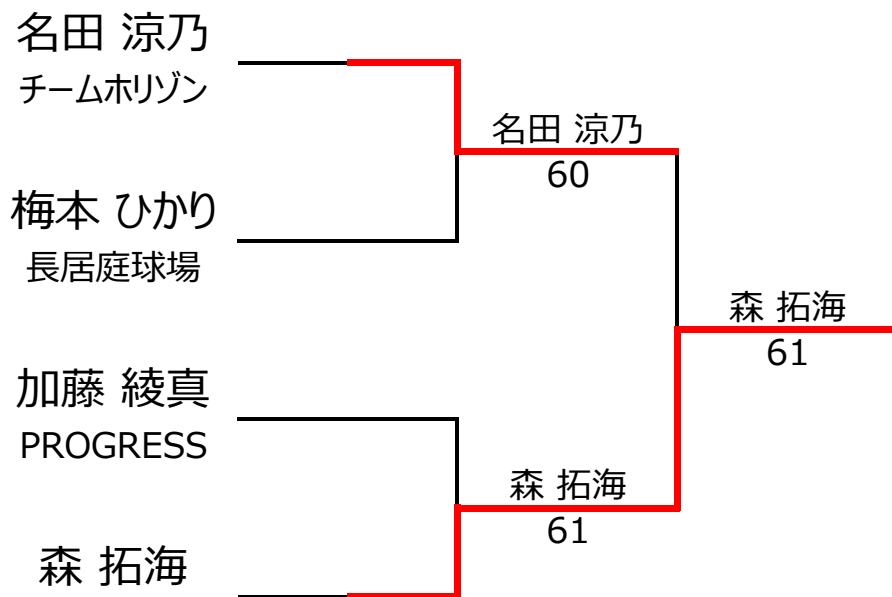 名田 涼乃
チームホリゾン
名田 涼乃
60
梅本 ひかり
長居庭球場
森 拓海
61
加藤 綾真
PROGRESS
森 拓海
61
森 拓海